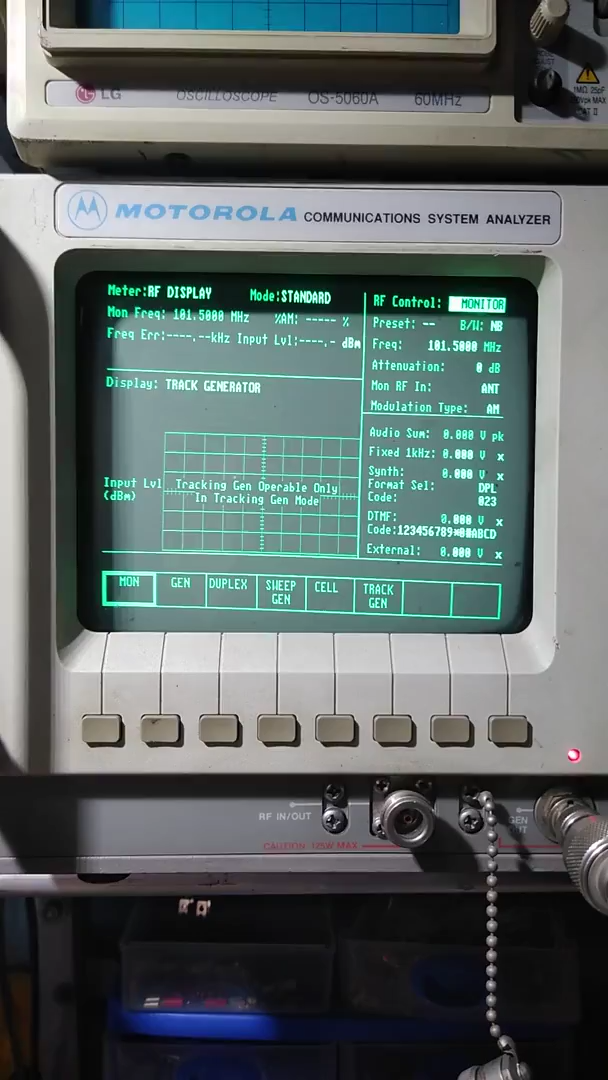 LG OSCILLOSCOPE OS-5060A 60MHz
1MΩ 25pF
CAT II
MOTOROLA COMMUNICATIONS SYSTEM ANALYZER
Meter:RF DISPLAY Mode:STANDARD
Mon Freq: 101.5000 MHz %AM: ----- %
Freq Err:----.--kHz Input Lvl:----.- dBm
Display: TRACK GENERATOR
Input Lvl
(dBm)
Tracking Gen Operable Only
In Tracking Gen Mode
RF Control: MONITOR
Preset: -- B/W: NB
Freq: 101.5000 MHz
Attenuation: 0 dB
Mon RF In: ANT
Modulation Type: AM
Audio Sum: 0.000 V pk
Fixed 1kHz: 0.000 V x
Synth: 0.000 V x
Format Sel: DPL
Code: 023
DTMF: 0.000 V x
Code:123456789*0#ABCD
External: 0.000 V x
MON GEN DUPLEX SWEEP GEN CELL TRACK GEN
RF IN/OUT
GEN
OUT
CAUTION 125W MAX